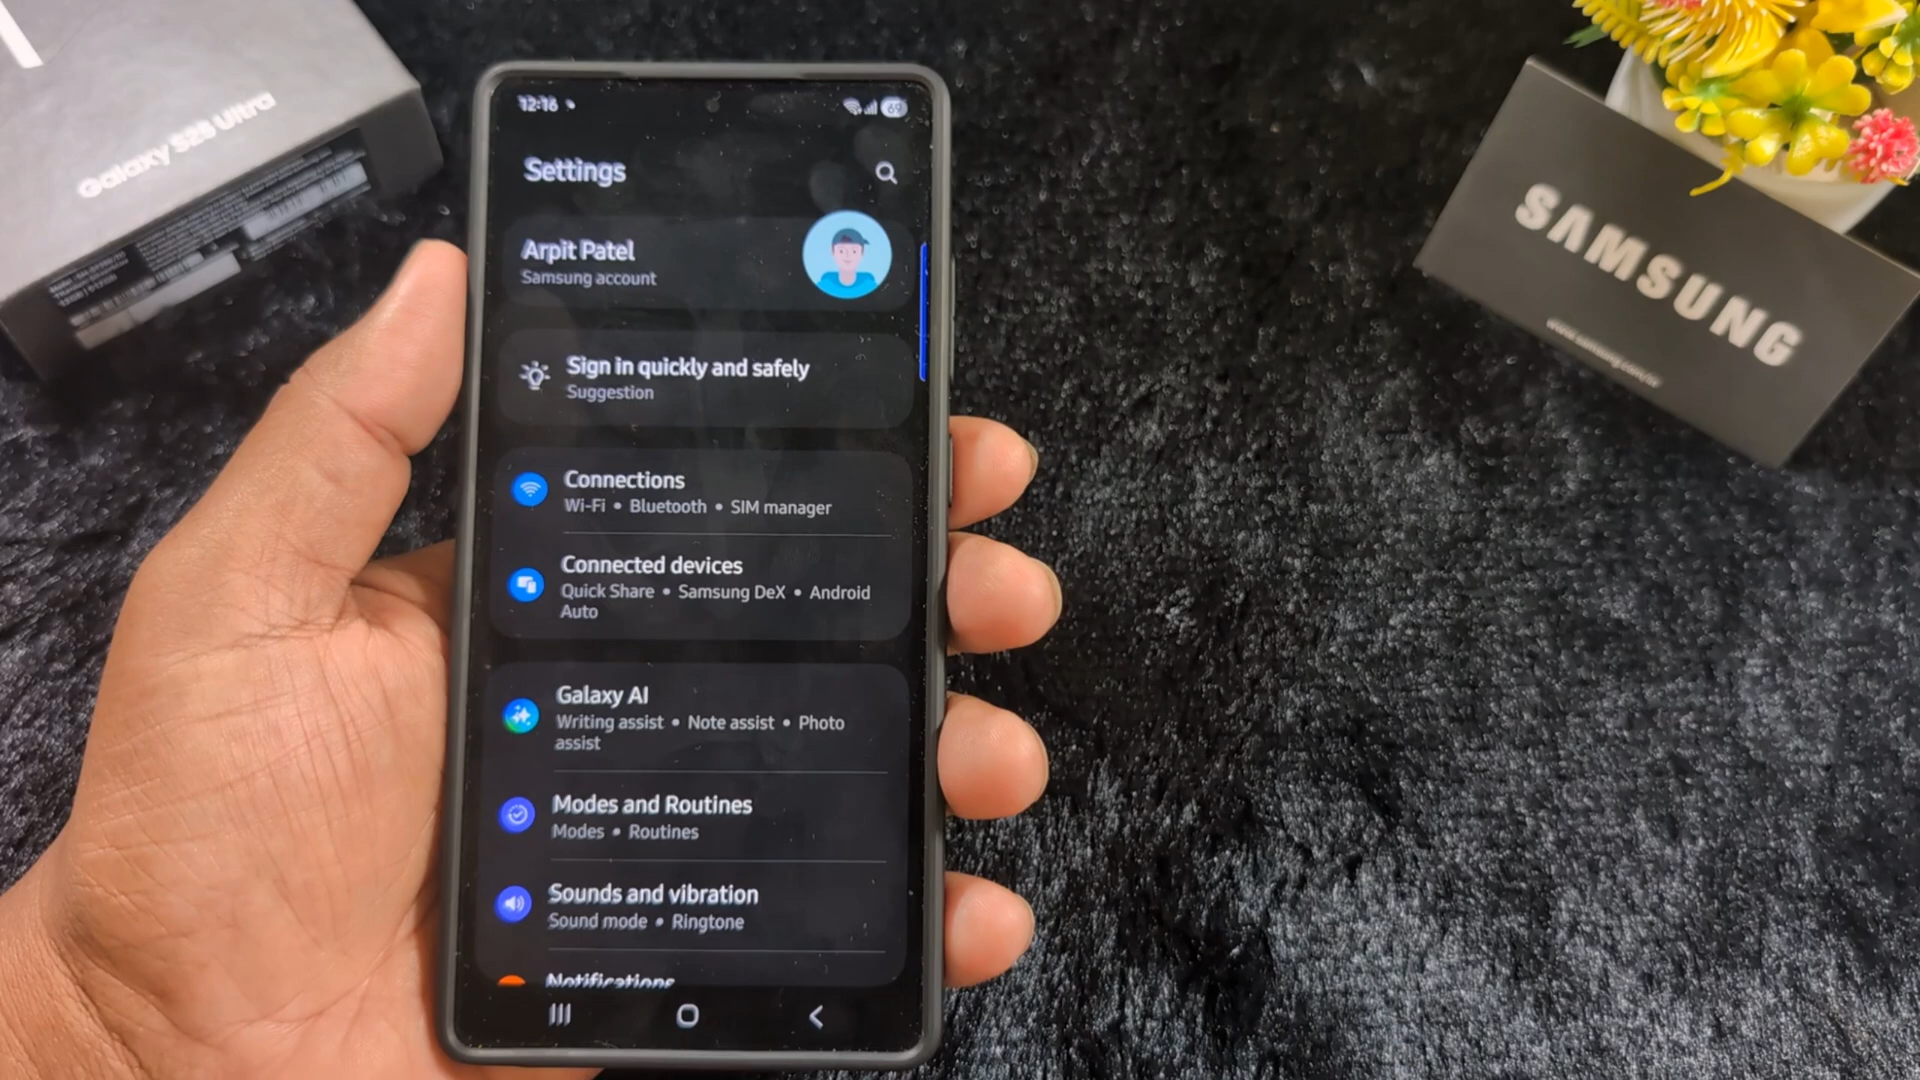 Galaxy S25 Ultra
12:16
69
Settings
Arpit Patel
Samsung account
Sign in quickly and safely
Suggestion
Connections
Wi-Fi • Bluetooth • SIM manager
Connected devices
Quick Share • Samsung DeX • Android
Auto
Galaxy AI
Writing assist • Note assist • Photo
assist
Modes and Routines
Modes • Routines
Sounds and vibration
Sound mode • Ringtone
Notifications
SAMSUNG